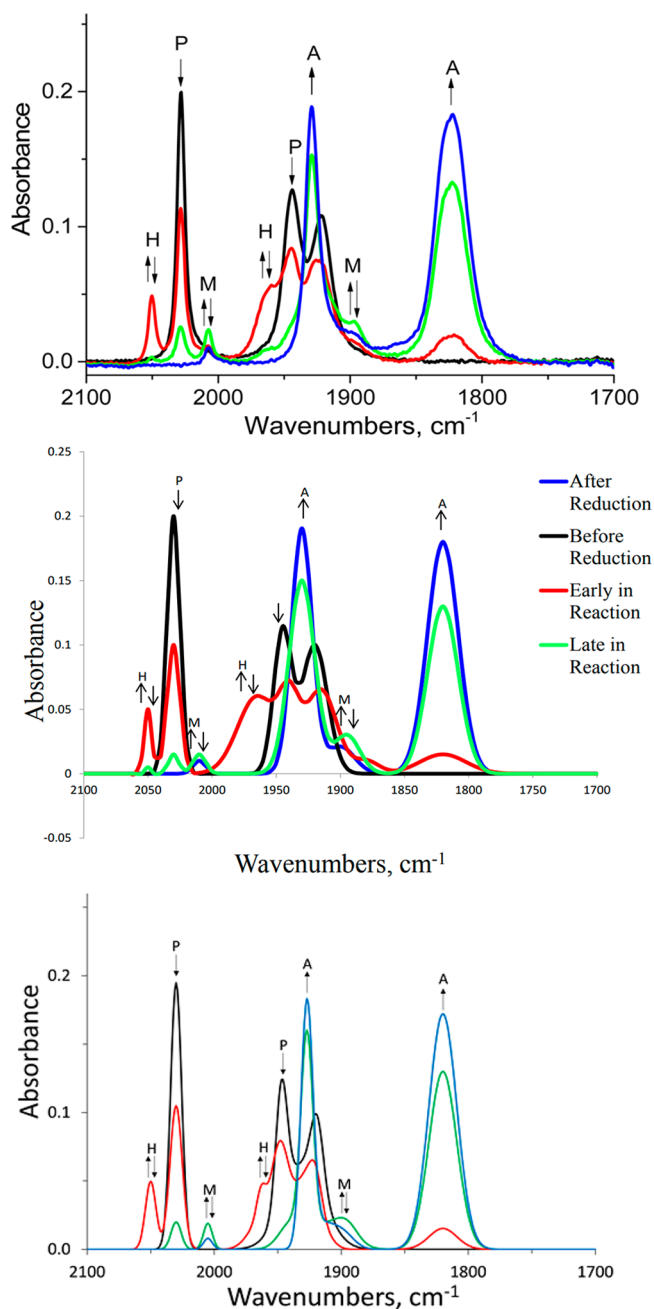 P
A
A
0.2
P
H
H
M
M
0.1
0.0
2100
2000
1900
1800
1700
Absorbance
Wavenumbers, cm-1
0.25
P
A
A
0.2
After
Reduction
Before
Reduction
Early in
Reaction
Late in
Reaction
0.15
0.1
H
H
M
M
0.05
0
2100
2050
2000
1950
1900
1850
1800
1750
1700
-0.05
Absorbance
Wavenumbers, cm-1
P
A
A
0.2
P
H
H
M
M
0.1
0.0
2100
2000
1900
1800
1700
Absorbance
Wavenumbers, cm-1